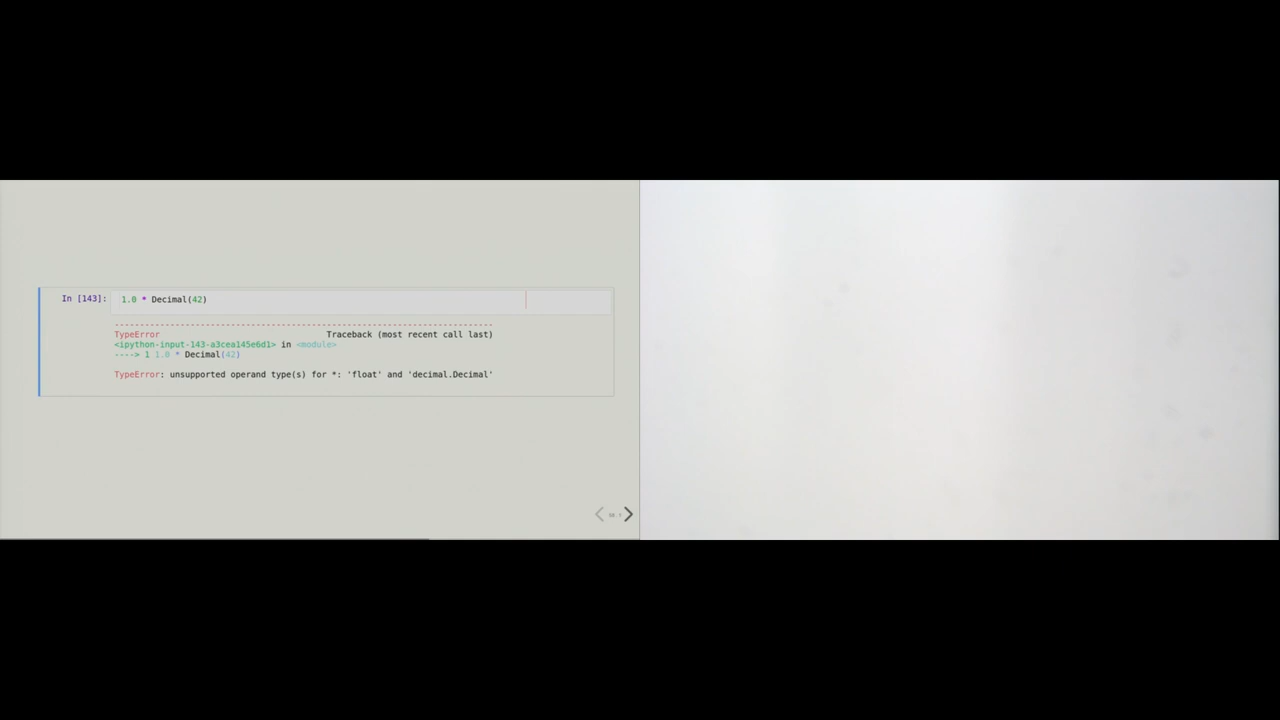 In [143]: 1.0 * Decimal(42)
---------------------------------------------------------------------------
TypeError Traceback (most recent call last)
<ipython-input-143-a3cea145e6d1> in <module>
----> 1 1.0 * Decimal(42)
TypeError: unsupported operand type(s) for *: 'float' and 'decimal.Decimal'